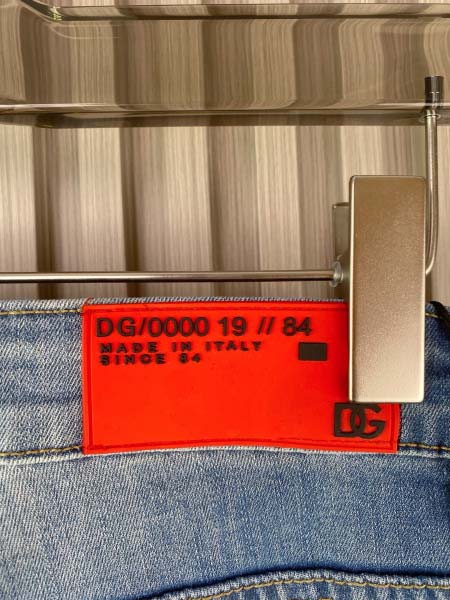 DG/0000 19 // 84
MADE IN ITALY
SINCE 84
DG